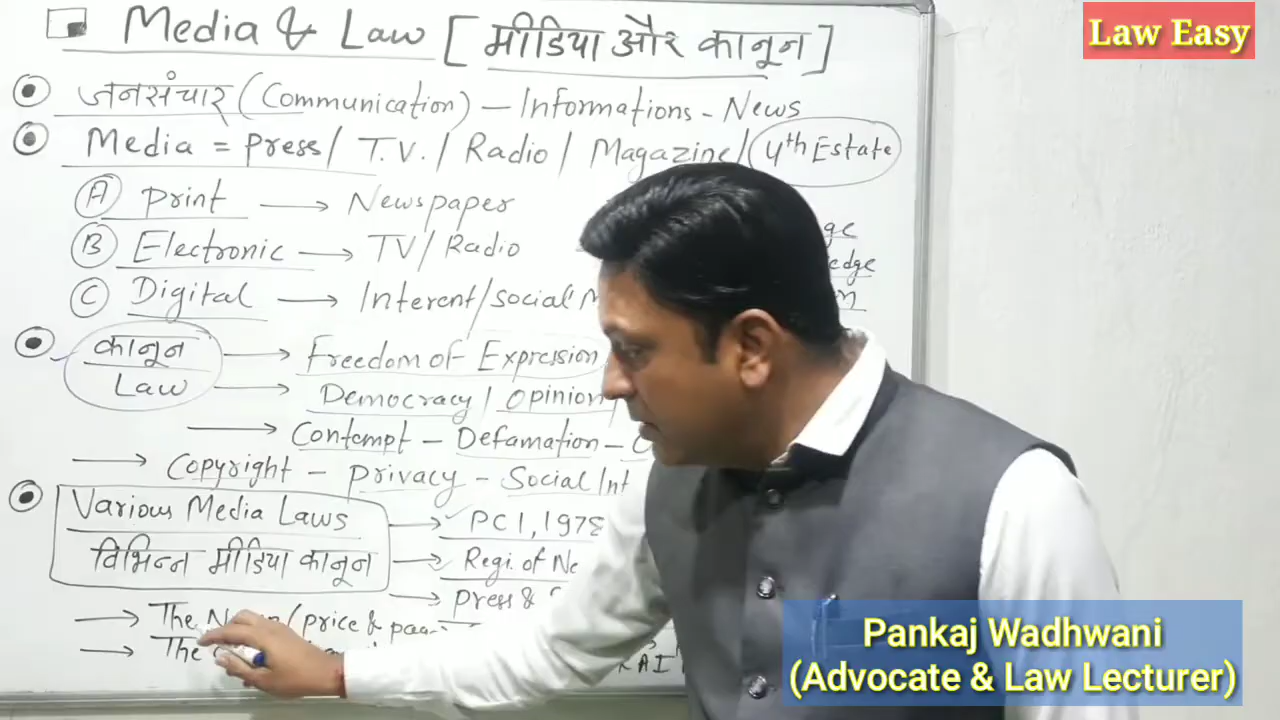 Media & Law [मीडिया और कानून]
Law Easy
जनसंचार (Communication) – Informations - News
Media = Press / T.V. / Radio / Magazine / 4th Estate
A Print → Newspaper
B Electronic → TV / Radio
C Digital → Interent / Social
कानून
Law
→ Freedom of Expression
→ Democracy / Opinion
→ Contempt – Defamation –
→ Copyright – Privacy – Social
Various Media Laws
विभिन्न मीडिया कानून
→ PCI,
→ Regi. of
→ Press &
→ The (Price &
→ The
Pankaj Wadhwani
(Advocate & Law Lecturer)